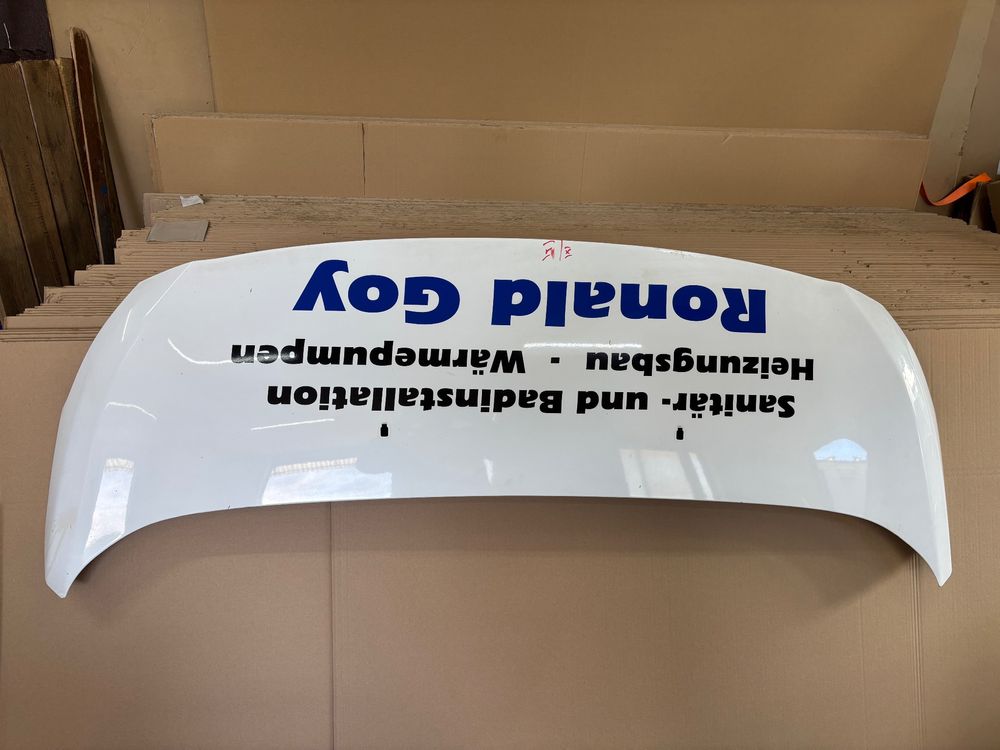 Sanitär- und Badinstallation
Heizungsbau - Wärmepumpen
Ronald Goy